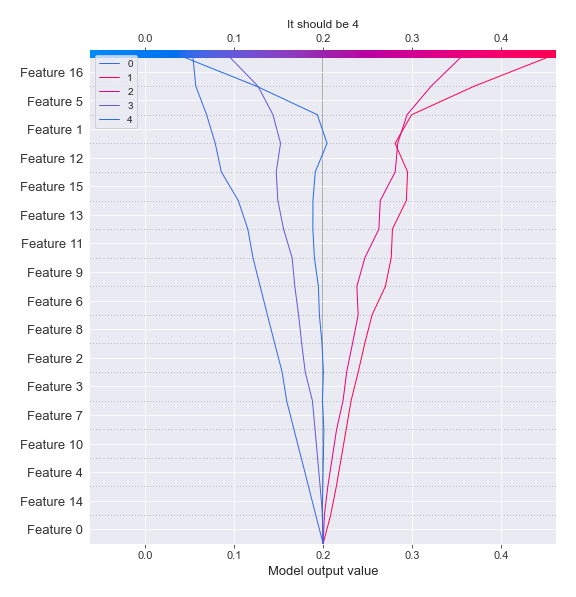 It should be 4
0.0 0.1 0.2 0.3 0.4
0
1
2
3
4
Feature 16
Feature 5
Feature 1
Feature 12
Feature 15
Feature 13
Feature 11
Feature 9
Feature 6
Feature 8
Feature 2
Feature 3
Feature 7
Feature 10
Feature 4
Feature 14
Feature 0
0.0 0.1 0.2 0.3 0.4
Model output value